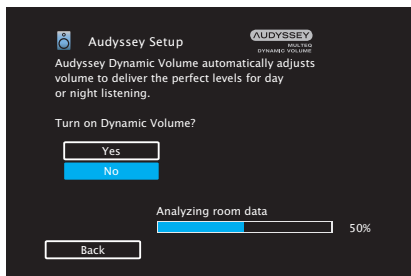 Audyssey Setup
AUDYSSEY
MULTEQ
DYNAMIC VOLUME
Audyssey Dynamic Volume automatically adjusts
volume to deliver the perfect levels for day
or night listening.
Turn on Dynamic Volume?
Yes
No
Analyzing room data
50%
Back